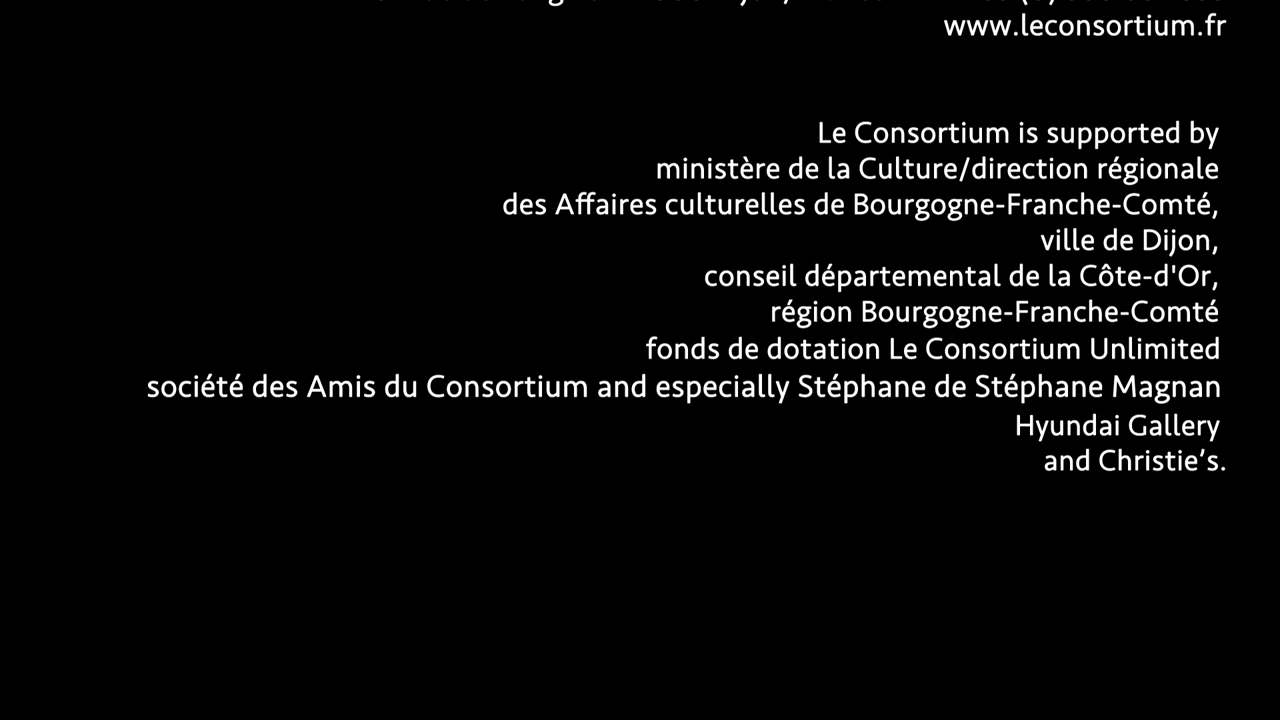 www.leconsortium.fr
Le Consortium is supported by
ministère de la Culture/direction régionale
des Affaires culturelles de Bourgogne-Franche-Comté,
ville de Dijon,
conseil départemental de la Côte-d'Or,
région Bourgogne-Franche-Comté
fonds de dotation Le Consortium Unlimited
société des Amis du Consortium and especially Stéphane de Stéphane Magnan
Hyundai Gallery
and Christie’s.